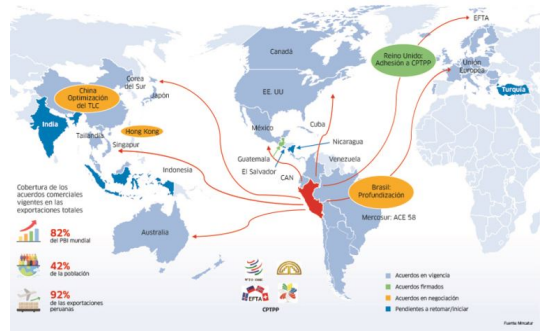 EFTA
Canadá
Reino Unido:
Adhesión a
CPTPP
Unión
Europea
Corea
del Sur
China
Optimización
del TLC
Japón
EE. UU
Turquía
India
Hong Kong
México
Cuba
Tailandia
Singapur
Nicaragua
Guatemala
Venezuela
El Salvador
CAN
Indonesia
Brasil:
Profundización
Cobertura de los
acuerdos comerciales
vigentes en las
exportaciones totales
Mercosur: ACE 58
Australia
82%
del PBI mundial
42%
de la población
92%
de las exportaciones
peruanas
EFTA
CPTPP
Acuerdos en vigencia
Acuerdos firmados
Acuerdos en negociación
Pendientes a retomar/iniciar
Fuente: Mincetur